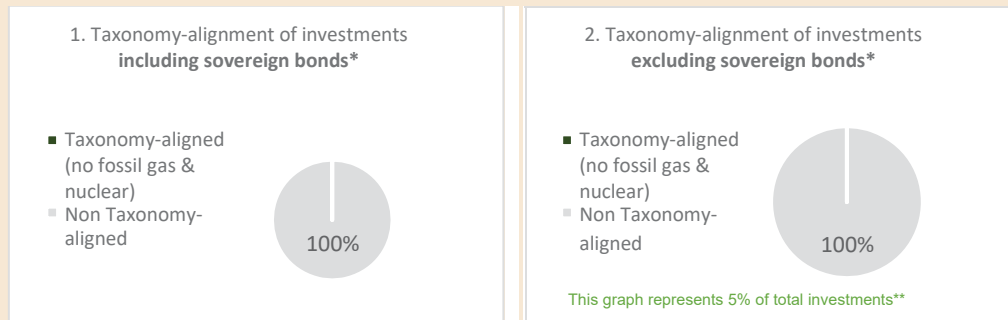 1. Taxonomy-alignment of investments
including sovereign bonds*
Taxonomy-aligned
(no fossil gas &
nuclear)
Non Taxonomy-
aligned
100%
2. Taxonomy-alignment of investments
excluding sovereign bonds*
Taxonomy-aligned
(no fossil gas &
nuclear)
Non Taxonomy-
aligned
100%
This graph represents 5% of total investments**